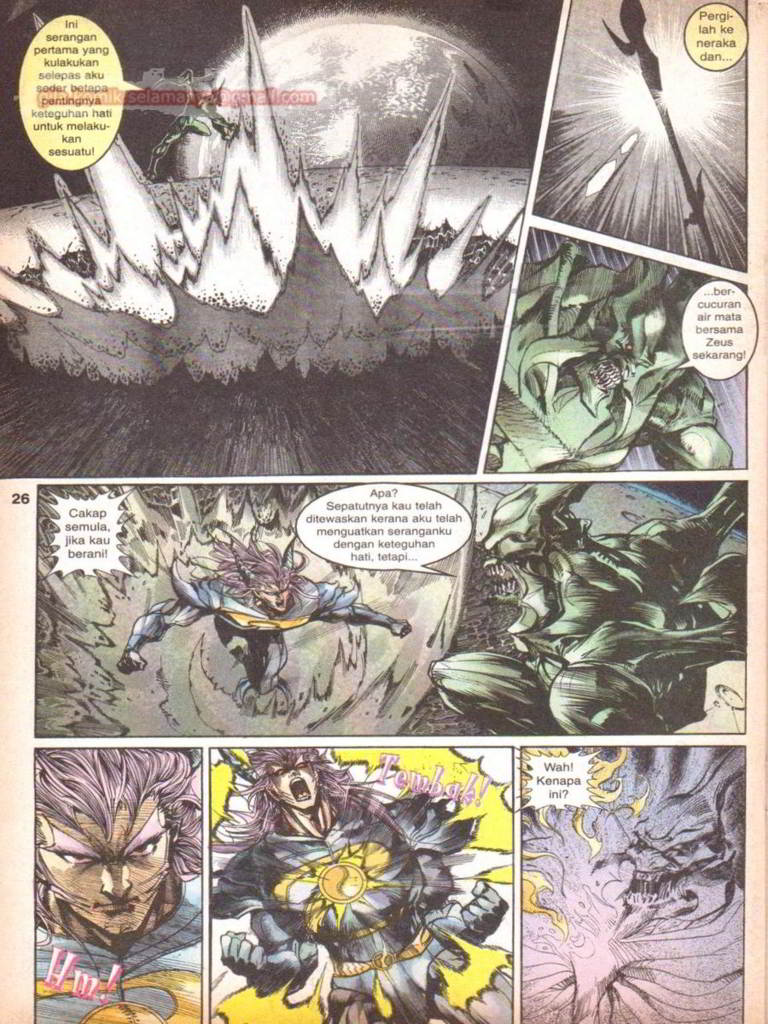 Ini
serangan
pertama yang
kulakukan
selepas aku
sedar betapa
pentingnya
keteguhan hati
untuk melaku-
kan
sesuatu!
Pergi-
lah ke
neraka
dan...
...ber-
cucuran
air mata
bersama
Zeus
sekarang!
26
Cakap
semula,
jika kau
berani!
Apa?
Sepatutnya kau telah
ditewaskan kerana aku telah
menguatkan seranganku
dengan keteguhan
hati, tetapi...
Hm!
Tembak!
Wah!
Kenapa
ini?